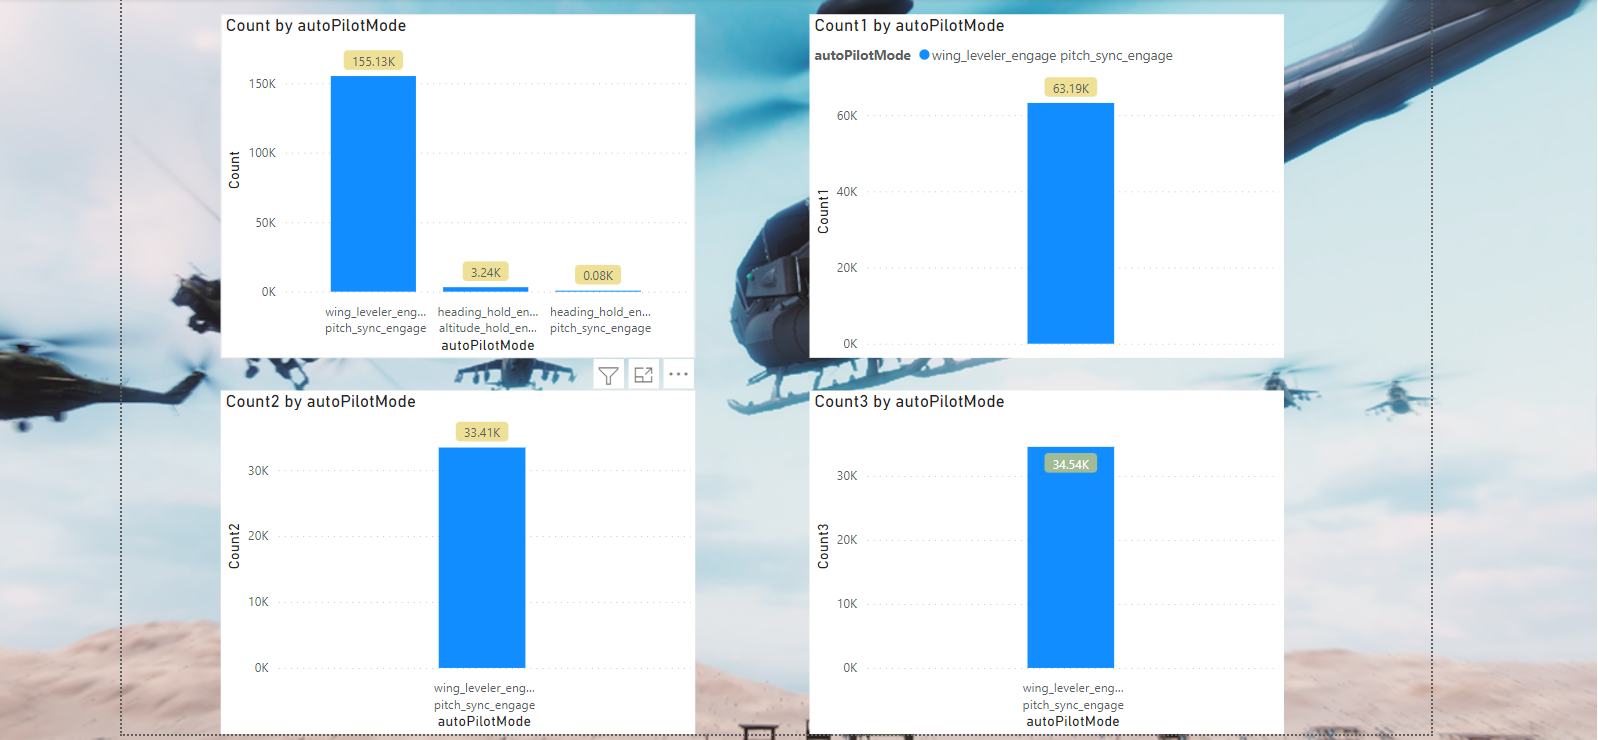 Count by autoPilotMode
155.13K
150K
100K
50K
0K
3.24K
0.08K
Count
wing_leveler_eng...
pitch_sync_engage
heading_hold_en...
altitude_hold_en...
heading_hold_en...
pitch_sync_engage
autoPilotMode
Count1 by autoPilotMode
autoPilotMode wing_leveler_engage pitch_sync_engage
63.19K
60K
40K
20K
0K
Count1
Count2 by autoPilotMode
33.41K
30K
20K
10K
0K
Count2
wing_leveler_eng...
pitch_sync_engage
autoPilotMode
Count3 by autoPilotMode
34.54K
30K
20K
10K
0K
Count3
wing_leveler_eng...
pitch_sync_engage
autoPilotMode